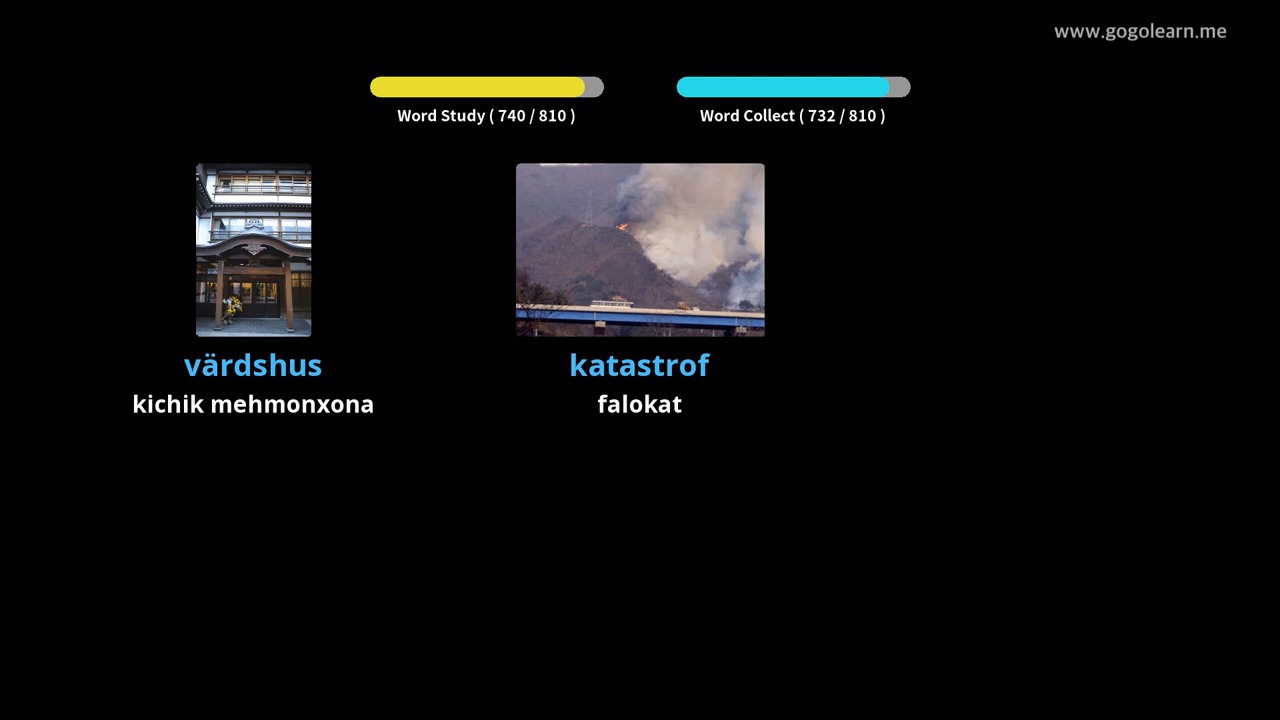 www.gogolearn.me
Word Study ( 740 / 810 )
Word Collect ( 732 / 810 )
värdshus
kichik mehmonxona
katastrof
falokat